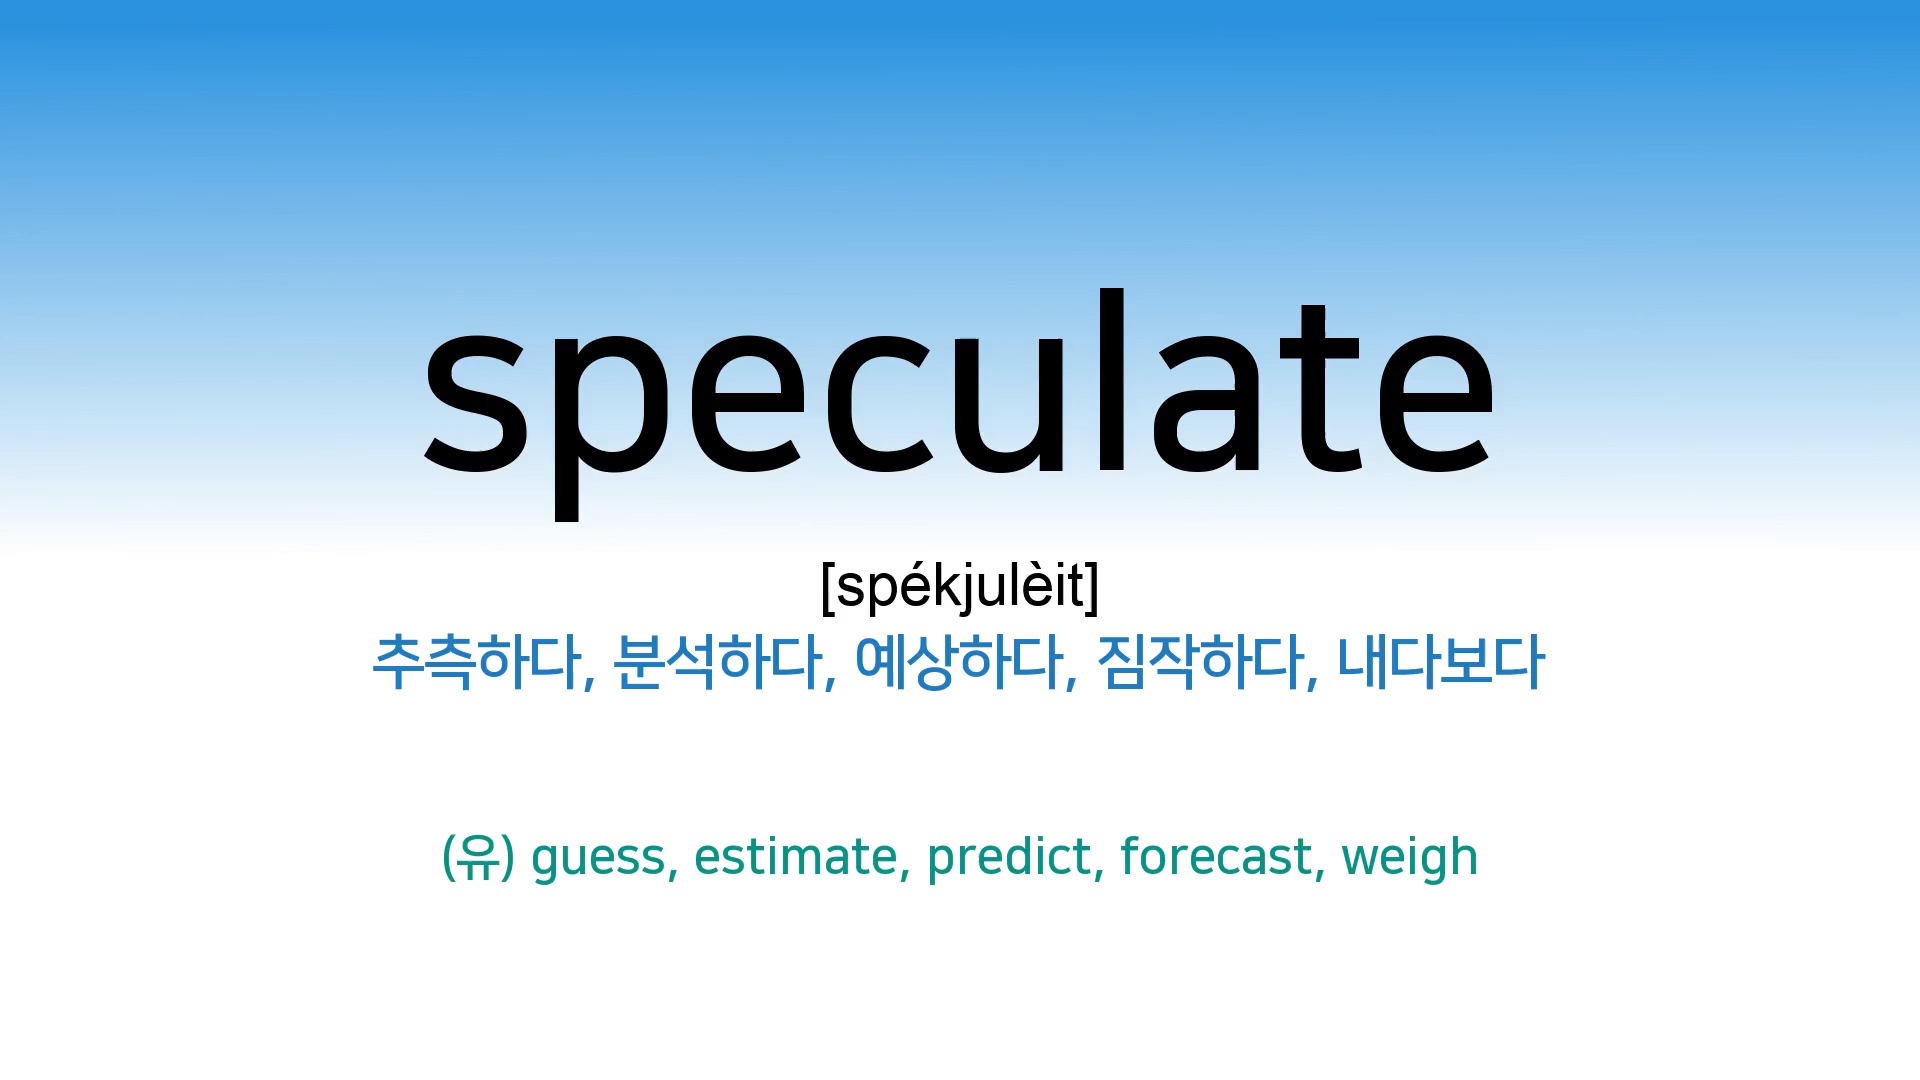 speculate
[spékjulèit]
추측하다, 분석하다, 예상하다, 짐작하다, 내다보다
(유) guess, estimate, predict, forecast, weigh